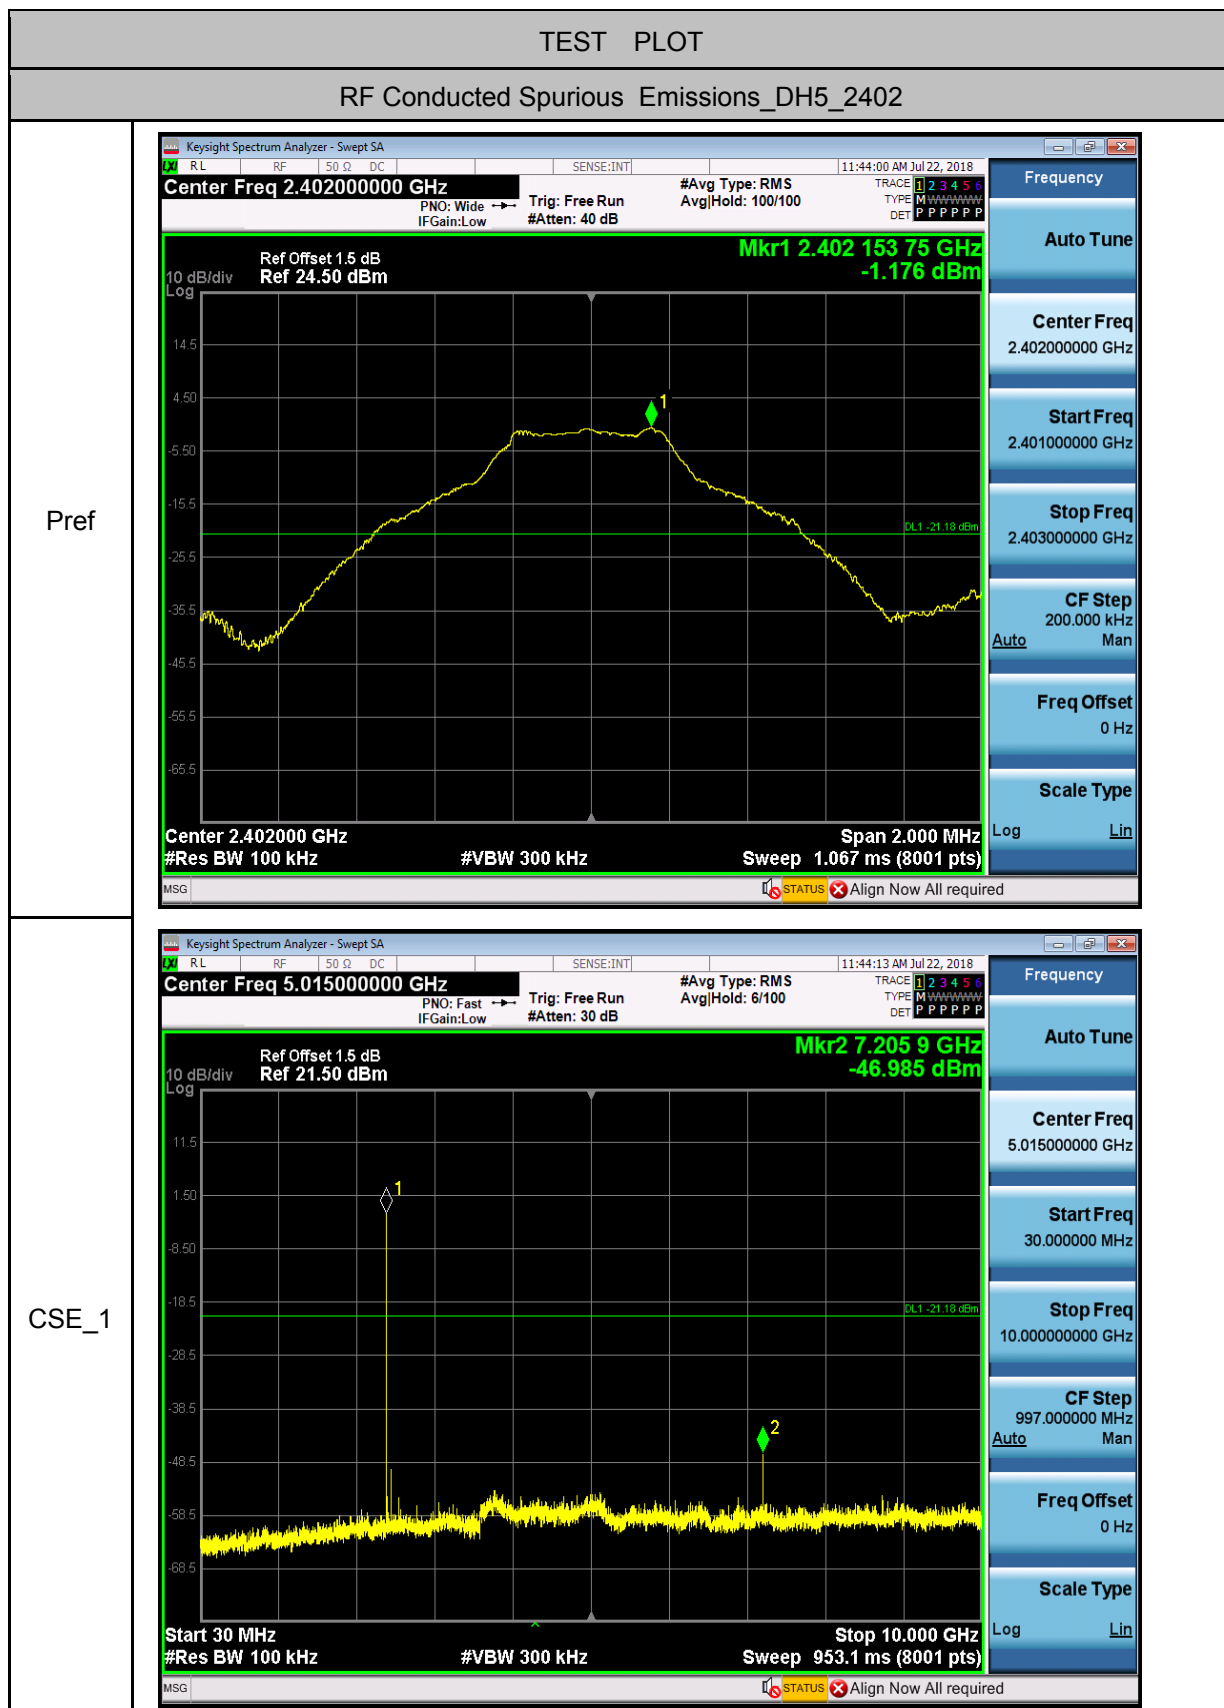 TEST PLOT
RF Conducted Spurious Emissions_DH5_2402
Pref
Keysight Spectrum Analyzer - Swept SA
LXI RL RF 50 Ω DC SENSE:INT 11:44:00 AM Jul 22, 2018
Center Freq 2.402000000 GHz
PNO: Wide
IFGain:Low
Trig: Free Run
#Atten: 40 dB
#Avg Type: RMS
Avg|Hold: 100/100
TRACE 1 2 3 4 5 6
TYPE M WWWWW
DET P P P P P P
Mkr1 2.402 153 75 GHz
-1.176 dBm
Ref Offset 1.5 dB
10 dB/div Ref 24.50 dBm
Log
14.5
4.50
-5.50
-15.5
-25.5
-35.5
-45.5
-55.5
-65.5
1
DL1 -21.18 dBm
Center 2.402000 GHz Span 2.000 MHz
#Res BW 100 kHz #VBW 300 kHz Sweep 1.067 ms (8001 pts)
MSG STATUS Align Now All required
Frequency
Auto Tune
Center Freq
2.402000000 GHz
Start Freq
2.401000000 GHz
Stop Freq
2.403000000 GHz
CF Step
200.000 kHz
Auto Man
Freq Offset
0 Hz
Scale Type
Log Lin
CSE_1
Keysight Spectrum Analyzer - Swept SA
LXI RL RF 50 Ω DC SENSE:INT 11:44:13 AM Jul 22, 2018
Center Freq 5.015000000 GHz
PNO: Fast
IFGain:Low
Trig: Free Run
#Atten: 30 dB
#Avg Type: RMS
Avg|Hold: 6/100
TRACE 1 2 3 4 5 6
TYPE M WWWWW
DET P P P P P P
Mkr2 7.205 9 GHz
-46.985 dBm
Ref Offset 1.5 dB
10 dB/div Ref 21.50 dBm
Log
11.5
1.50
-8.50
-18.5
-28.5
-38.5
-48.5
-58.5
-68.5
1
2
DL1 -21.18 dBm
Start 30 MHz Stop 10.000 GHz
#Res BW 100 kHz #VBW 300 kHz Sweep 953.1 ms (8001 pts)
MSG STATUS Align Now All required
Frequency
Auto Tune
Center Freq
5.015000000 GHz
Start Freq
30.000000 MHz
Stop Freq
10.000000000 GHz
CF Step
997.000000 MHz
Auto Man
Freq Offset
0 Hz
Scale Type
Log Lin